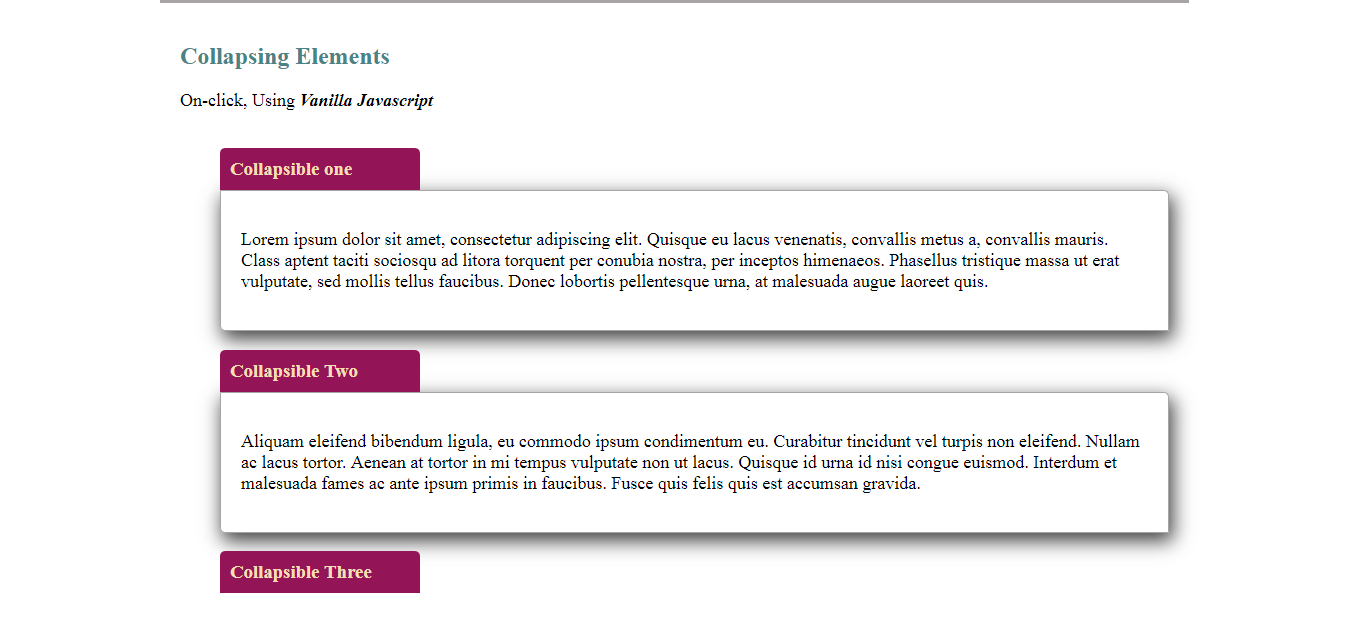 Collapsing Elements
On-click, Using Vanilla Javascript
Collapsible one
Lorem ipsum dolor sit amet, consectetur adipiscing elit. Quisque eu lacus venenatis, convallis metus a, convallis mauris.
Class aptent taciti sociosqu ad litora torquent per conubia nostra, per inceptos himenaeos. Phasellus tristique massa ut erat
vulputate, sed mollis tellus faucibus. Donec lobortis pellentesque urna, at malesuada augue laoreet quis.
Collapsible Two
Aliquam eleifend bibendum ligula, eu commodo ipsum condimentum eu. Curabitur tincidunt vel turpis non eleifend. Nullam
ac lacus tortor. Aenean at tortor in mi tempus vulputate non ut lacus. Quisque id urna id nisi congue euismod. Interdum et
malesuada fames ac ante ipsum primis in faucibus. Fusce quis felis quis est accumsan gravida.
Collapsible Three